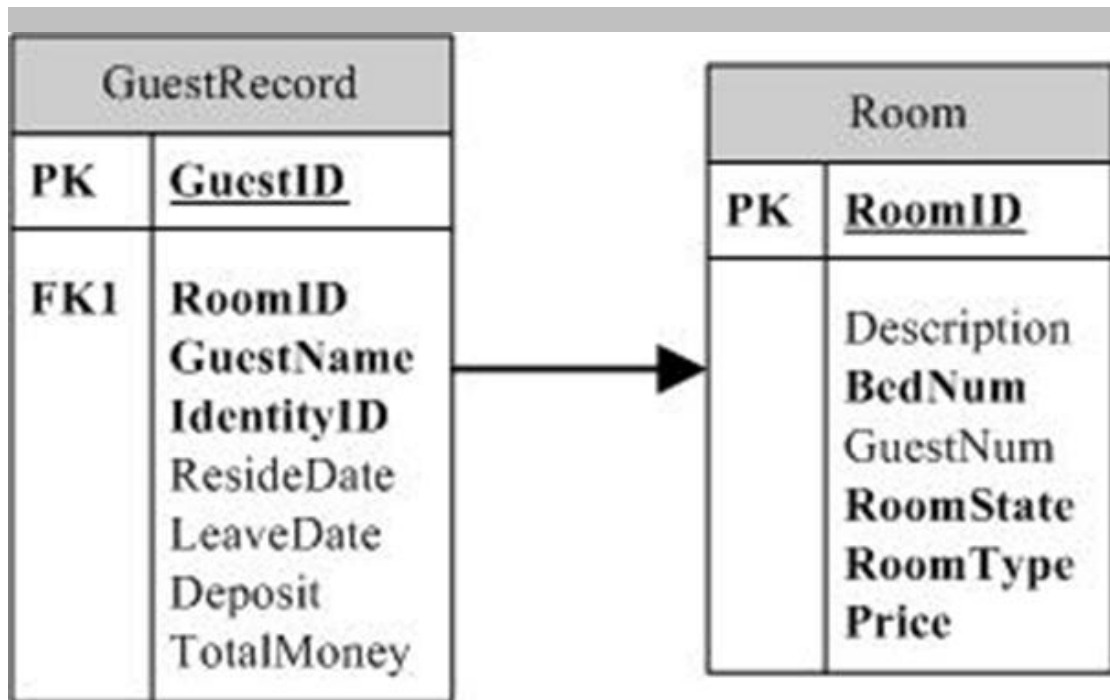 GuestRecord
PK GuestID
FK1 RoomID
GuestName
IdentityID
ResideDate
LeaveDate
Deposit
TotalMoney
Room
PK RoomID
Description
BedNum
GuestNum
RoomState
RoomType
Price